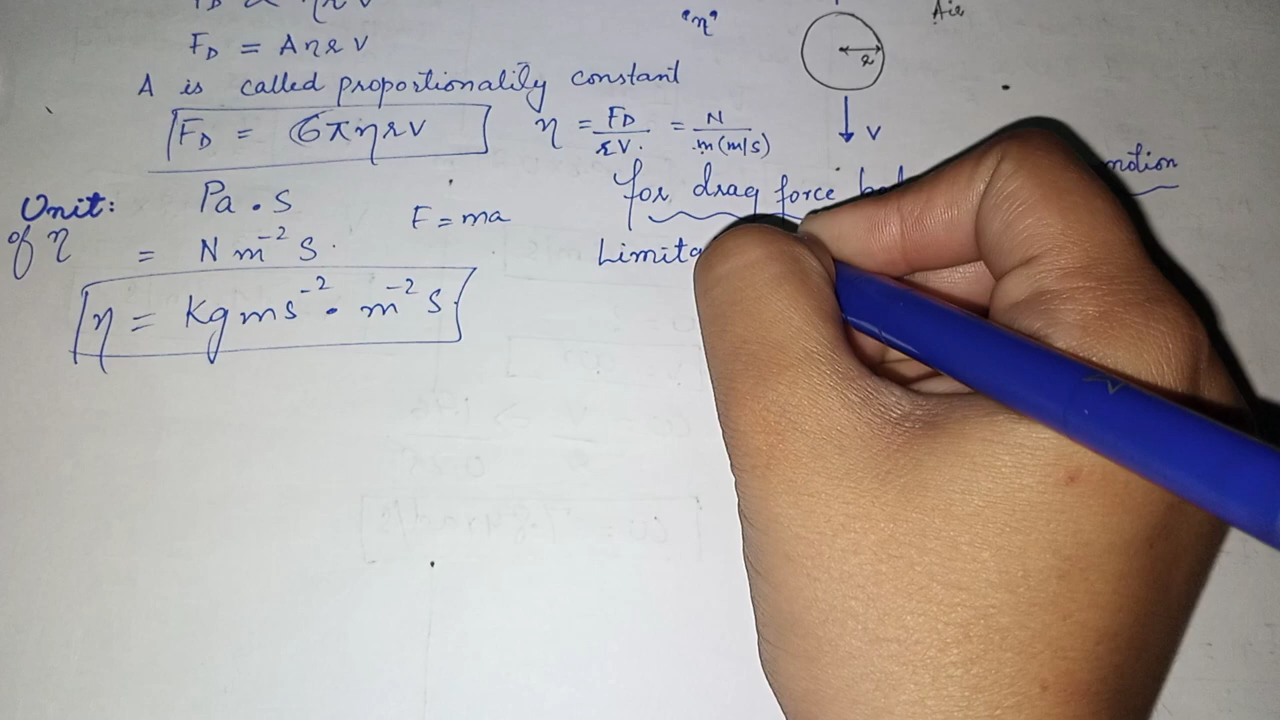 F_D = Aηrv
"η"
Air
r
A is called proportionality constant
F_D = 6πηrv
η = F_D / rV. = N / m(m/s)
V
for drag force motion
Unit: Pa . S
of η = N m⁻² S.
F = ma
η = Kg m s⁻² . m⁻² S